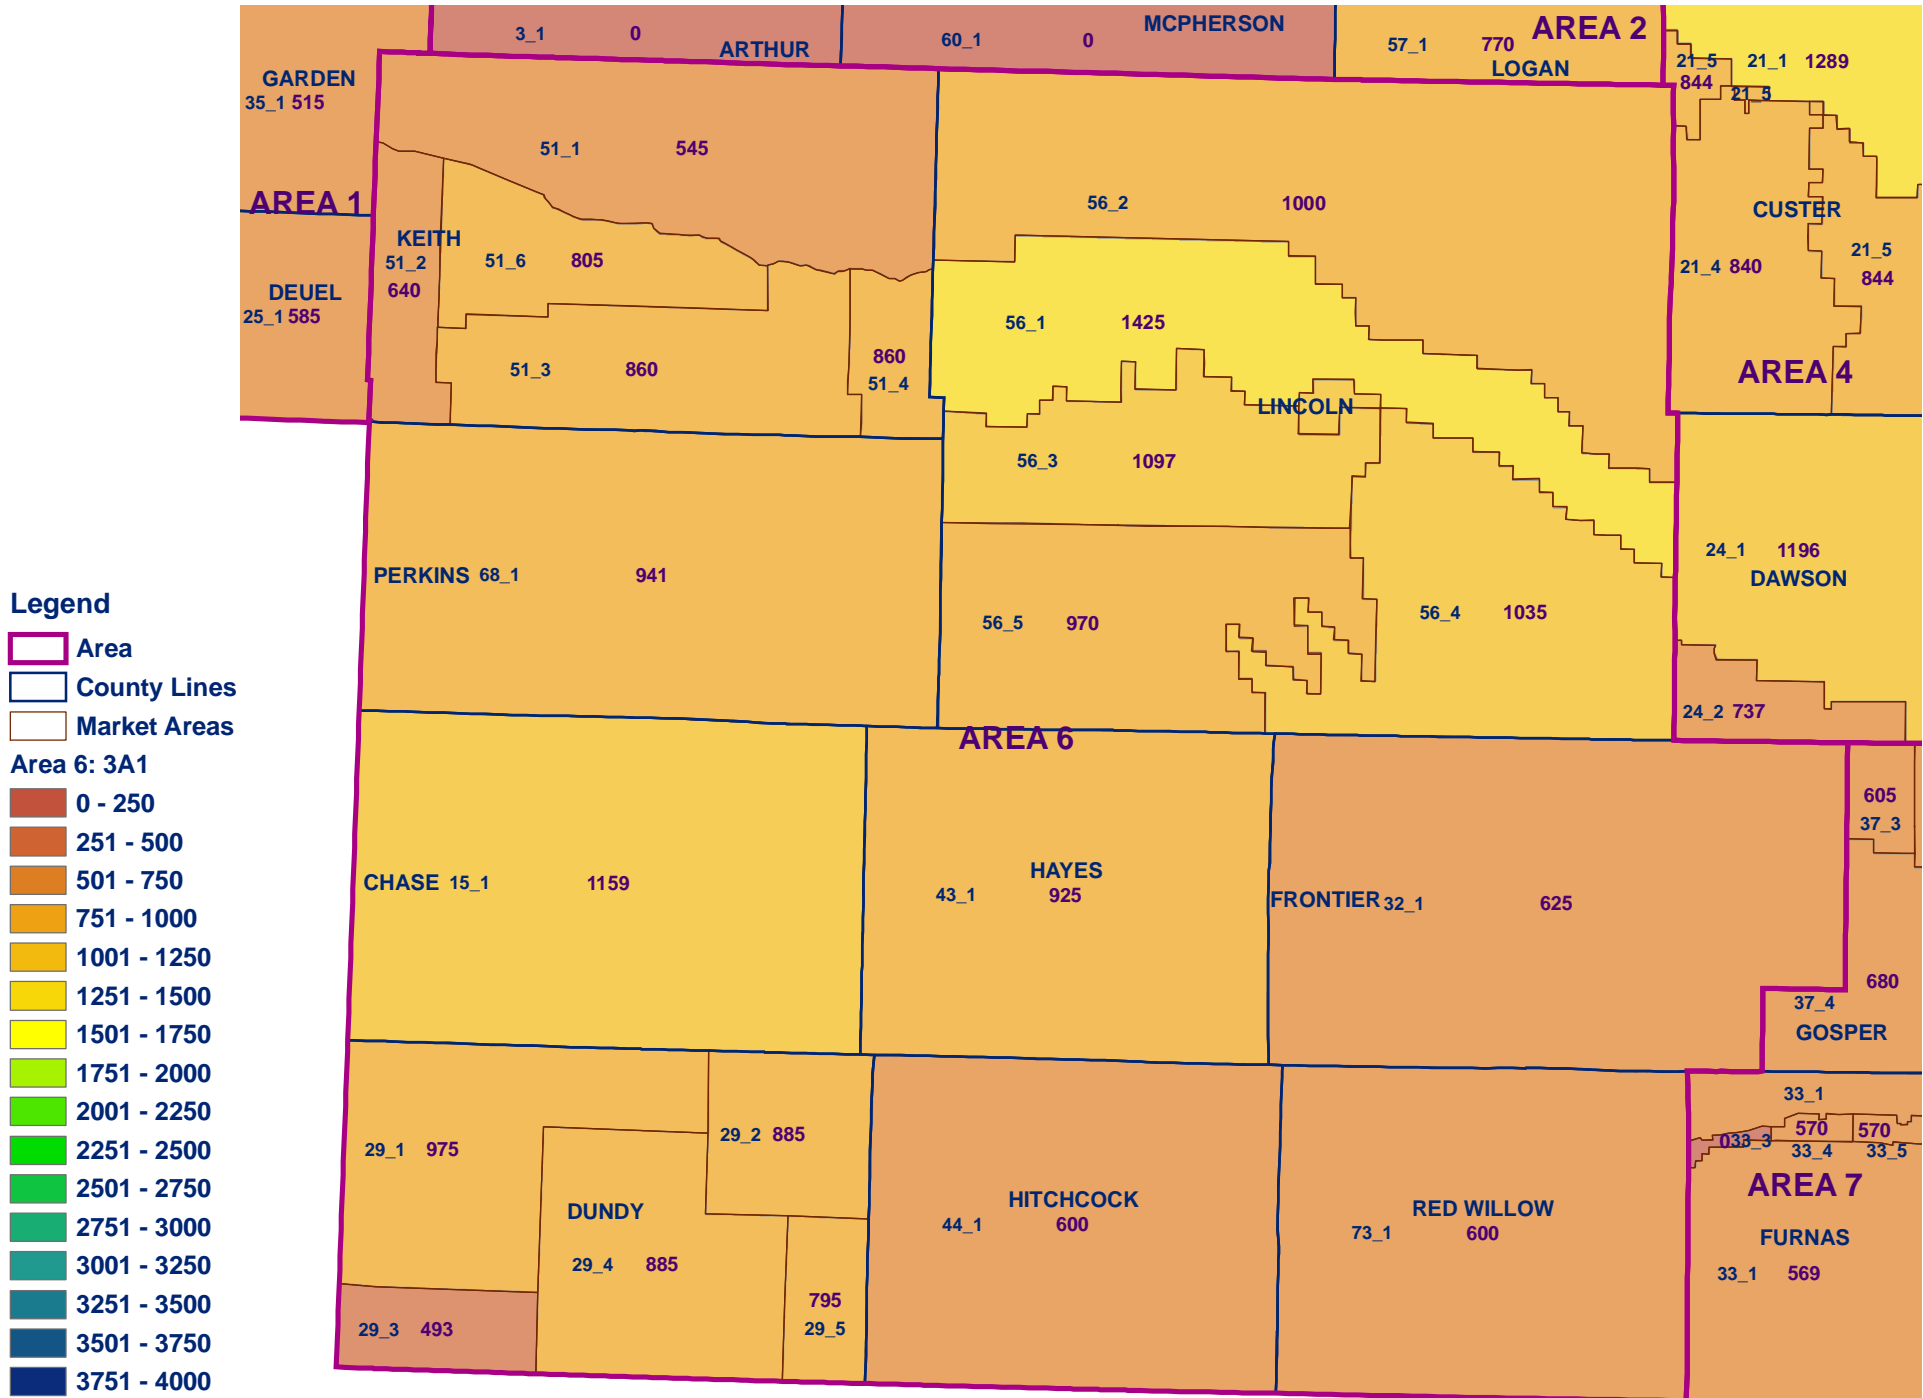 3_1 0 ARTHUR
60_1 0 MCPHERSON
57_1 770 LOGAN
AREA 2
21_5 844
21_5
21_1 1289
GARDEN
35_1 515
AREA 1
DEUEL
25_1 585
51_1 545
KEITH
51_2
640
51_6 805
51_3 860
860
51_4
56_2 1000
56_1 1425
LINCOLN
56_3 1097
56_5 970
56_4 1035
CUSTER
21_4 840
21_5
844
AREA 4
24_1 1196
DAWSON
24_2 737
PERKINS 68_1 941
AREA 6
CHASE 15_1 1159
HAYES
43_1 925
FRONTIER 32_1 625
605
37_3
680
37_4
GOSPER
29_1 975
29_2 885
DUNDY
29_4 885
29_3 493
795
29_5
HITCHCOCK
44_1 600
RED WILLOW
73_1 600
33_1
033_3
570
33_4
570
33_5
AREA 7
FURNAS
33_1 569
Legend
Area
County Lines
Market Areas
Area 6: 3A1
0 - 250
251 - 500
501 - 750
751 - 1000
1001 - 1250
1251 - 1500
1501 - 1750
1751 - 2000
2001 - 2250
2251 - 2500
2501 - 2750
2751 - 3000
3001 - 3250
3251 - 3500
3501 - 3750
3751 - 4000